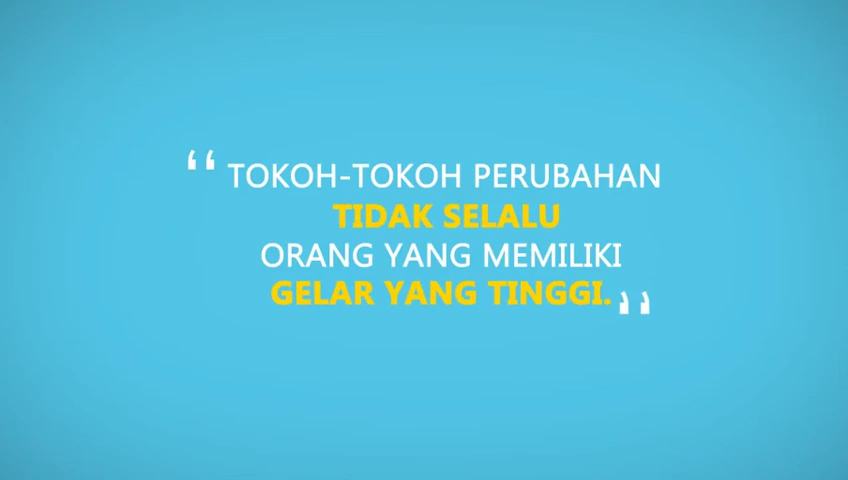 “ TOKOH-TOKOH PERUBAHAN
TIDAK SELALU
ORANG YANG MEMILIKI
GELAR YANG TINGGI. ”